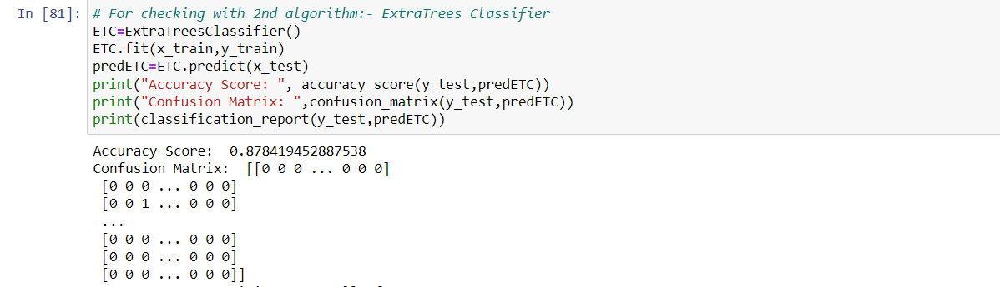 In [81]: # For checking with 2nd algorithm:- ExtraTrees Classifier
ETC=ExtraTreesClassifier()
ETC.fit(x_train,y_train)
predETC=ETC.predict(x_test)
print("Accuracy Score: ", accuracy_score(y_test,predETC))
print("Confusion Matrix: ",confusion_matrix(y_test,predETC))
print(classification_report(y_test,predETC))
Accuracy Score:  0.878419452887538
Confusion Matrix:  [[0 0 0 ... 0 0 0]
 [0 0 0 ... 0 0 0]
 [0 0 1 ... 0 0 0]
 ...
 [0 0 0 ... 0 0 0]
 [0 0 0 ... 0 0 0]
 [0 0 0 ... 0 0 0]]